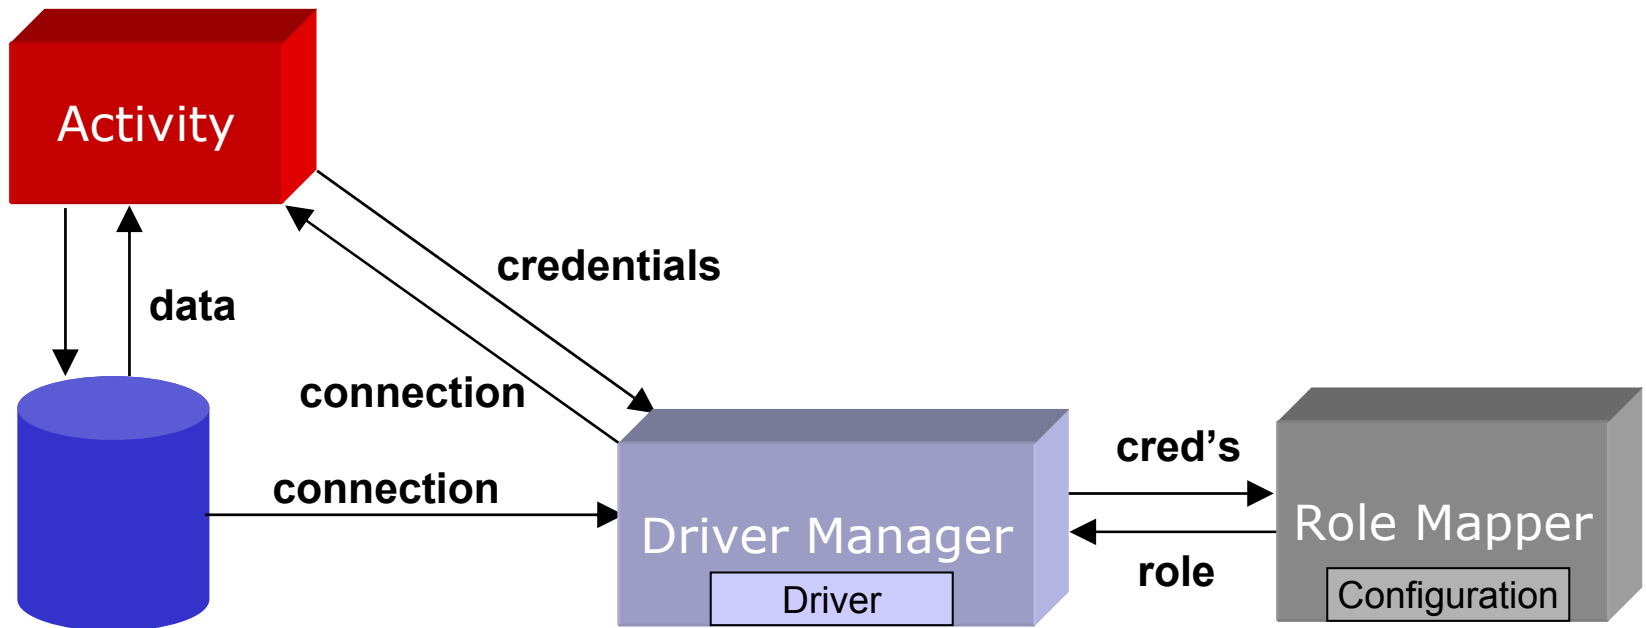 Activity
credentials
data
connection
connection
cred's
Driver Manager
Role Mapper
role
Driver
Configuration